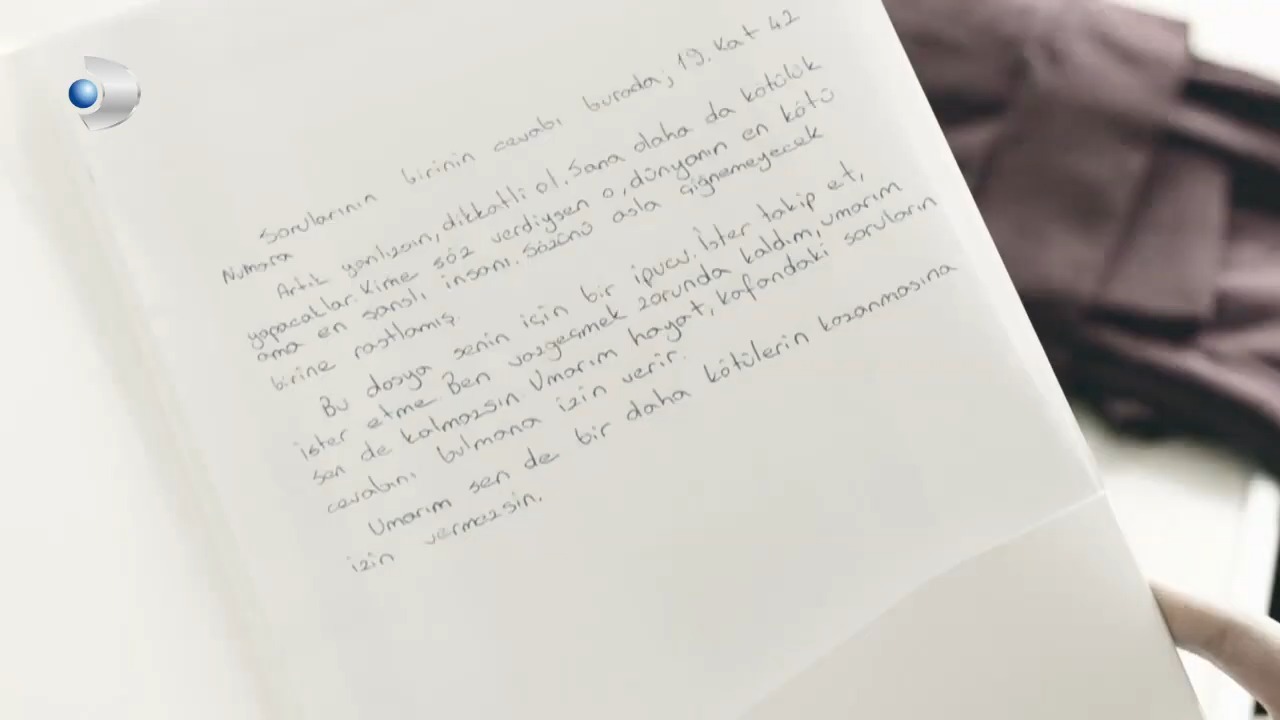 Sorularının birinin cevabı burada; 19. Kat 42
Numara
Artık yanlızsın, dikkatli ol. Sana daha da kötülük
yapacaklar. Kime söz verdiysen o, dünyanın en kötü
ama en şanslı insanı. Sözünü asla çiğnemeyecek
birine rastlamış.
Bu dosya senin için bir ipucu. İster takip et,
ister etme. Ben vazgeçmek zorunda kaldım, umarım
sen de kalmazsın. Umarım hayat, kafandaki soruların
cevabını bulmana izin verir.
Umarım sen de bir daha kötülerin kazanmasına
izin vermezsin.